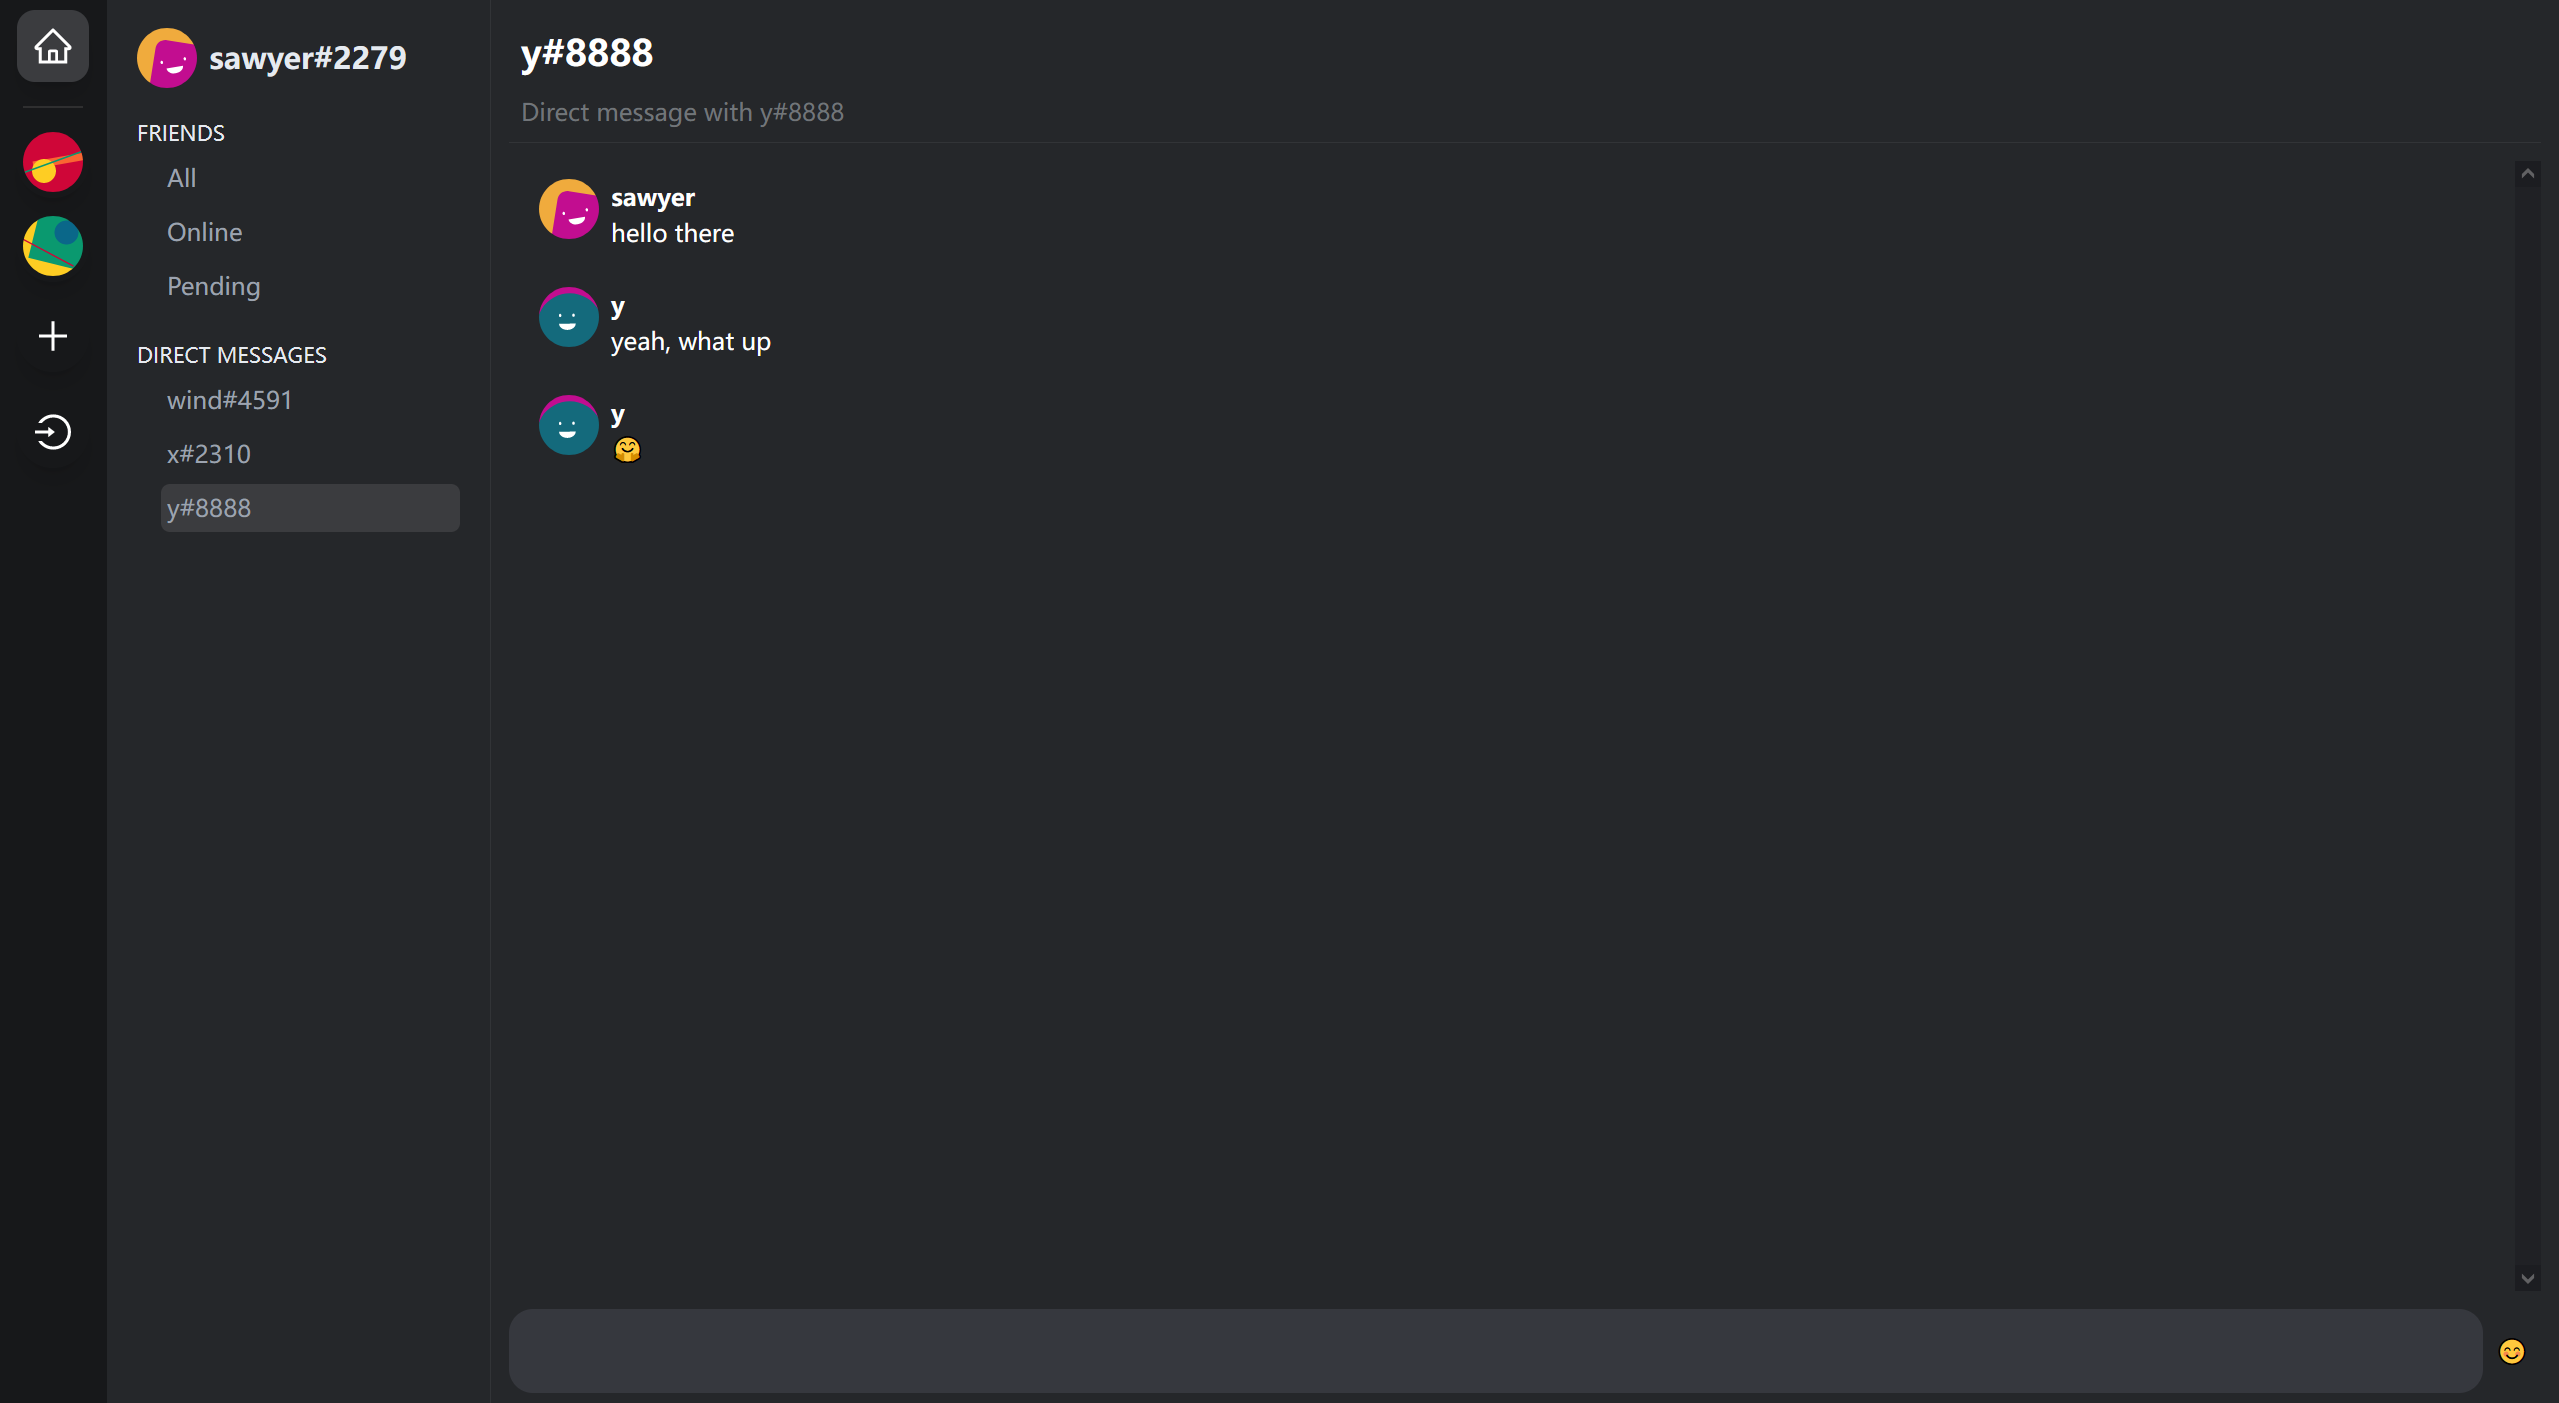 sawyer#2279
FRIENDS
All
Online
Pending
DIRECT MESSAGES
wind#4591
x#2310
y#8888
y#8888
Direct message with y#8888
sawyer
hello there
y
yeah, what up
y
🤗